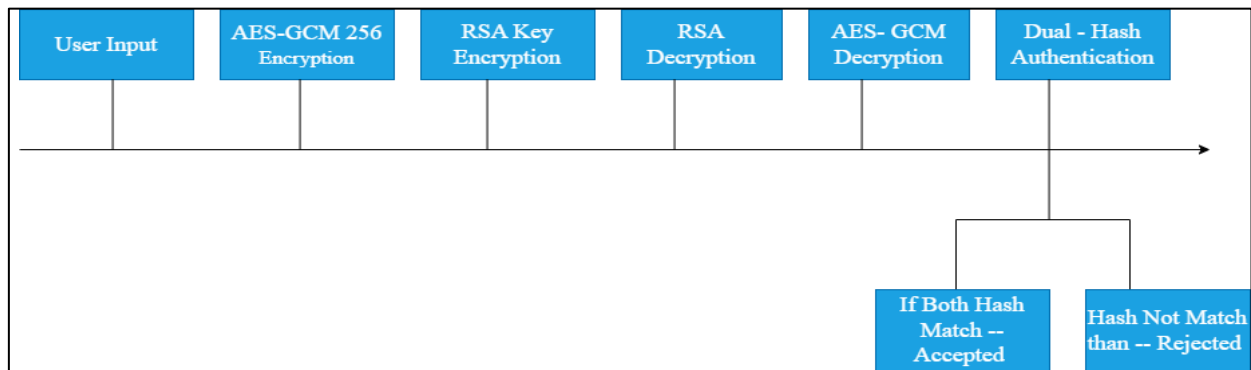 User Input
AES-GCM 256
Encryption
RSA Key
Encryption
RSA
Decryption
AES- GCM
Decryption
Dual - Hash
Authentication
If Both Hash
Match --
Accepted
Hash Not Match
than -- Rejected